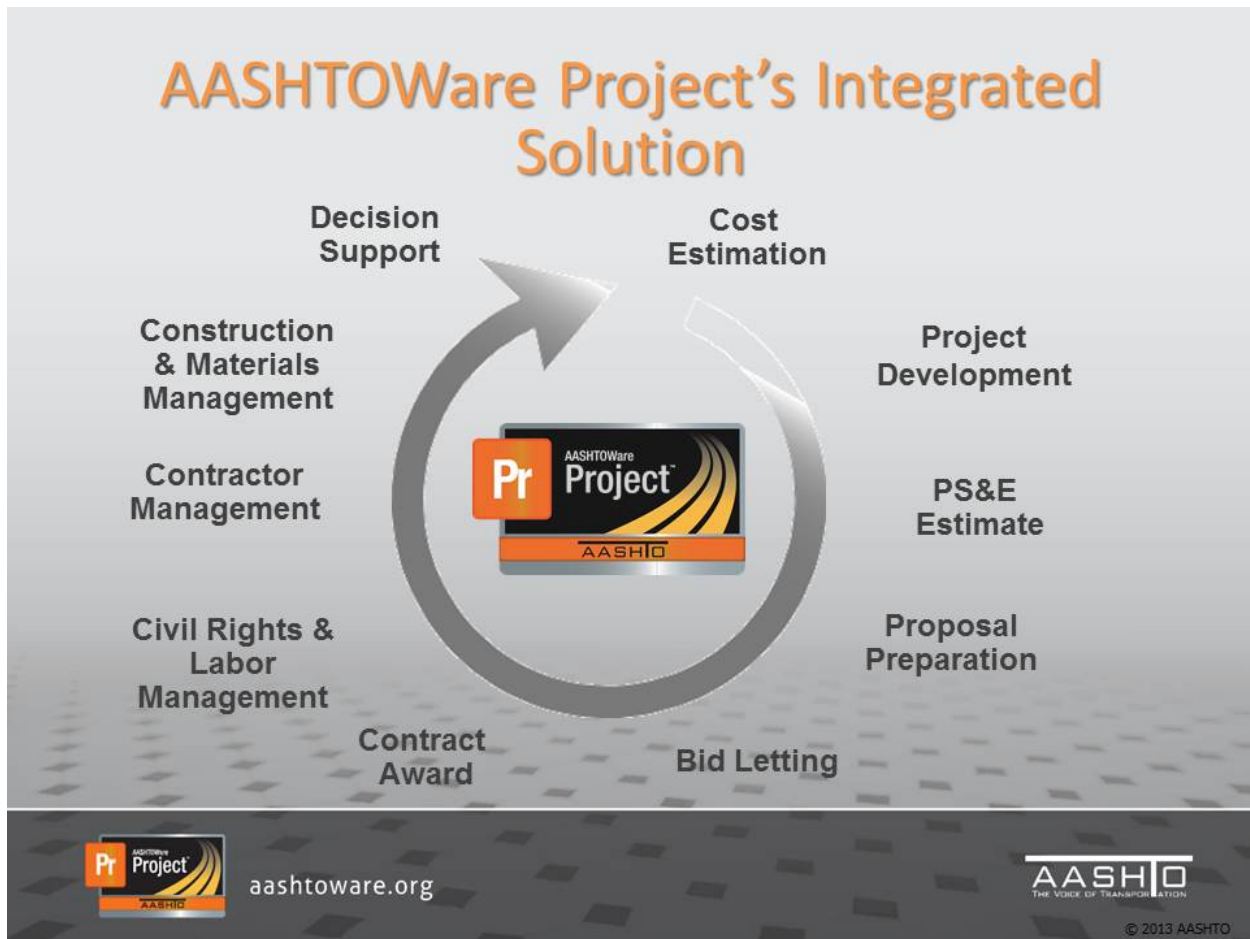 AASHTOWare Project's Integrated
Solution
Decision
Support
Cost
Estimation
Construction
& Materials
Management
Project
Development
Contractor
Management
PS&E
Estimate
Civil Rights &
Labor
Management
Proposal
Preparation
Contract
Award
Bid Letting
Pr
AASHTOWare
Project™
AASHTO
Pr
AASHTOWare
Project
AASHTO
aashtoware.org
AASHTO
THE VOICE OF TRANSPORTATION
© 2013 AASHTO